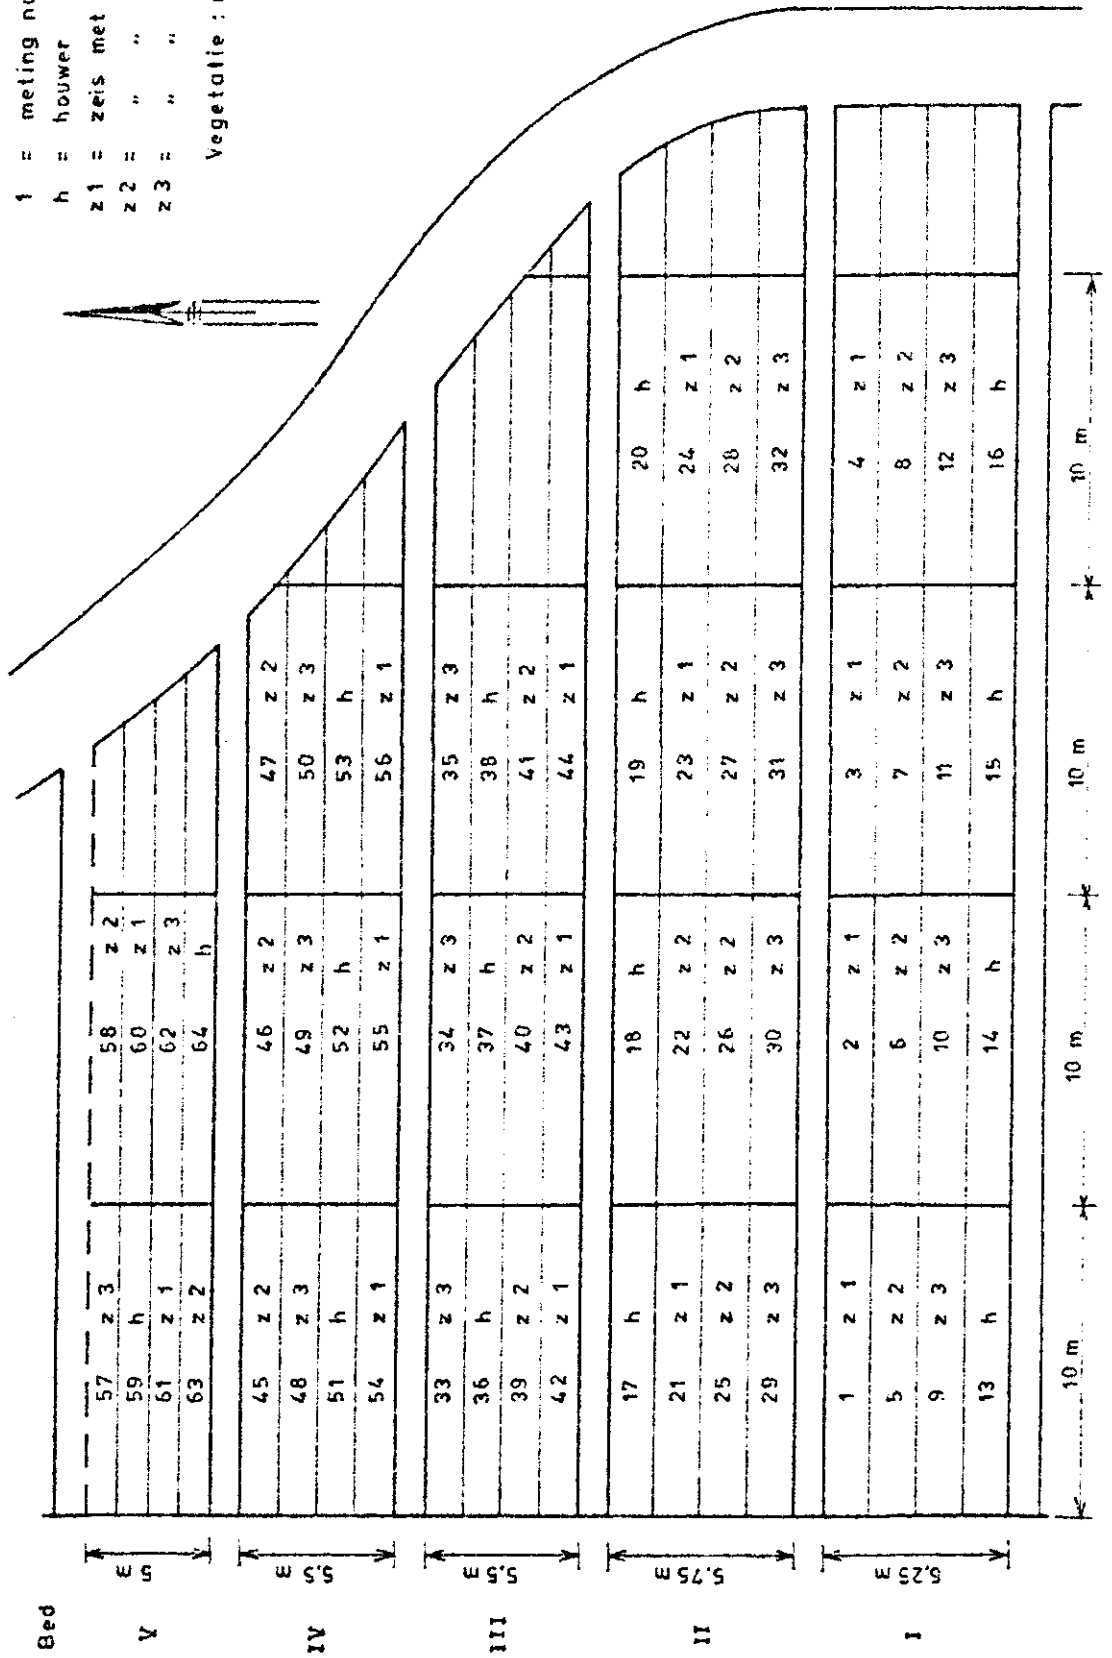 1 = meting
h = houwer
z 1 = zeis met
z 2 = " "
z 3 = " "
Vegetatie :
Bed
V
5 m
57 z 3
58 z 2
59 h
60 z 1
61 z 1
62 z 3
63 z 2
64 h
IV
5,5 m
45 z 2
46 z 2
47 z 2
48 z 3
49 z 3
50 z 3
51 h
52 h
53 h
54 z 1
55 z 1
56 z 1
III
5,5 m
33 z 3
34 z 3
35 z 3
36 h
37 h
38 h
39 z 2
40 z 2
41 z 2
42 z 1
43 z 1
44 z 1
II
5,75 m
17 h
18 h
19 h
20 h
21 z 1
22 z 2
23 z 1
24 z 1
25 z 2
26 z 2
27 z 2
28 z 2
29 z 3
30 z 3
31 z 3
32 z 3
I
5,25 m
1 z 1
2 z 1
3 z 1
4 z 1
5 z 2
6 z 2
7 z 2
8 z 2
9 z 3
10 z 3
11 z 3
12 z 3
13 h
14 h
15 h
16 h
10 m
10 m
10 m
10 m